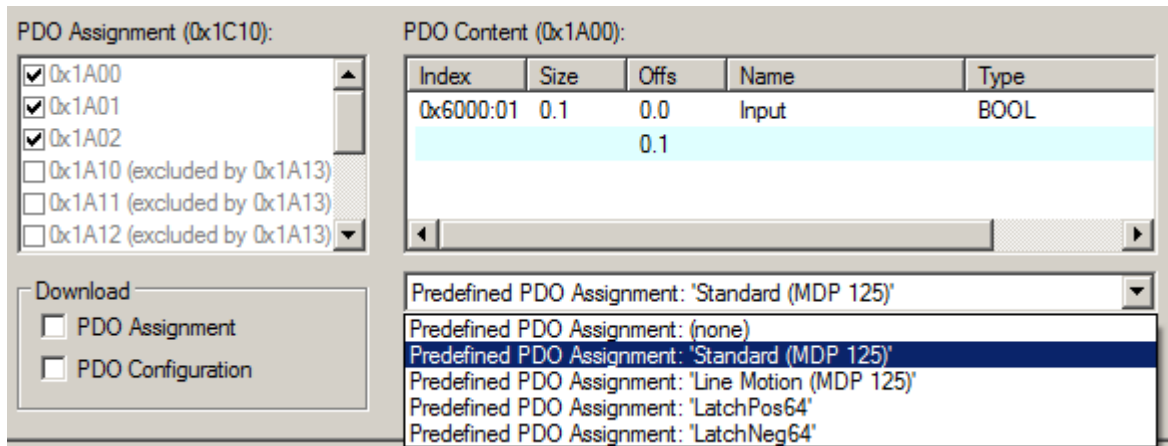 PDO Assignment (0x1C10):
0x1A00
0x1A01
0x1A02
0x1A10 (excluded by 0x1A13)
0x1A11 (excluded by 0x1A13)
0x1A12 (excluded by 0x1A13)
PDO Content (0x1A00):
Index Size Offs Name Type
0x6000:01 0.1 0.0 Input BOOL
0.1
Download
PDO Assignment
PDO Configuration
Predefined PDO Assignment: 'Standard (MDP 125)'
Predefined PDO Assignment: (none)
Predefined PDO Assignment: 'Standard (MDP 125)'
Predefined PDO Assignment: 'Line Motion (MDP 125)'
Predefined PDO Assignment: 'LatchPos64'
Predefined PDO Assignment: 'LatchNeg64'